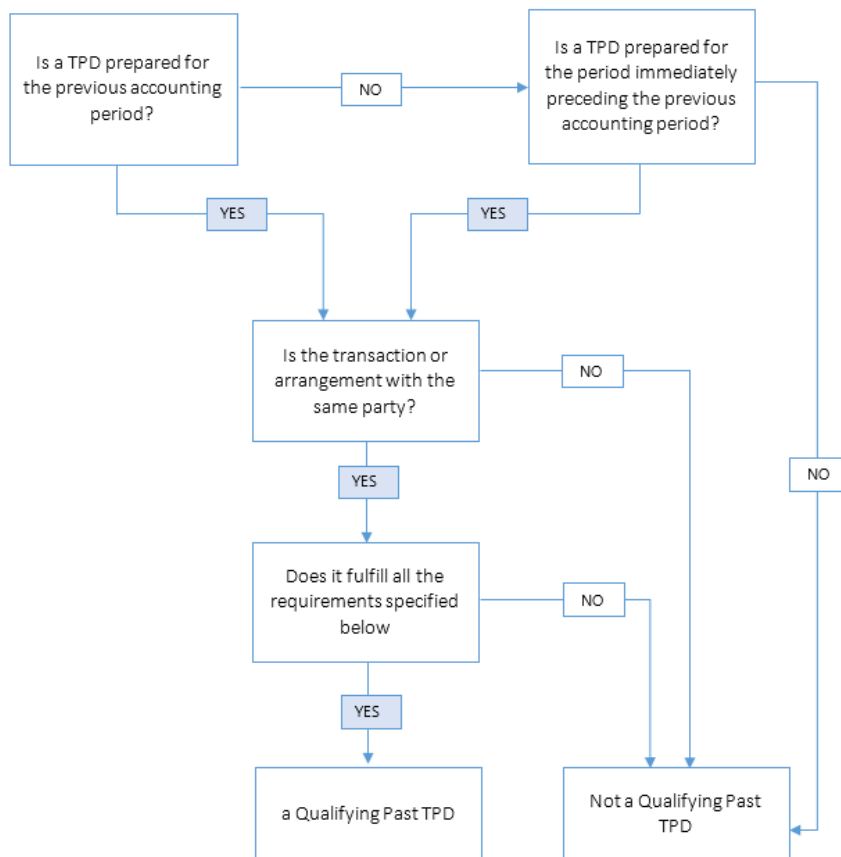 Is a TPD prepared for
the previous accounting
period?
NO
Is a TPD prepared for
the period immediately
preceding the previous
accounting period?
YES
YES
Is the transaction or
arrangement with the
same party?
NO
NO
YES
Does it fulfill all the
requirements specified
below
NO
YES
a Qualifying Past TPD
Not a Qualifying Past
TPD